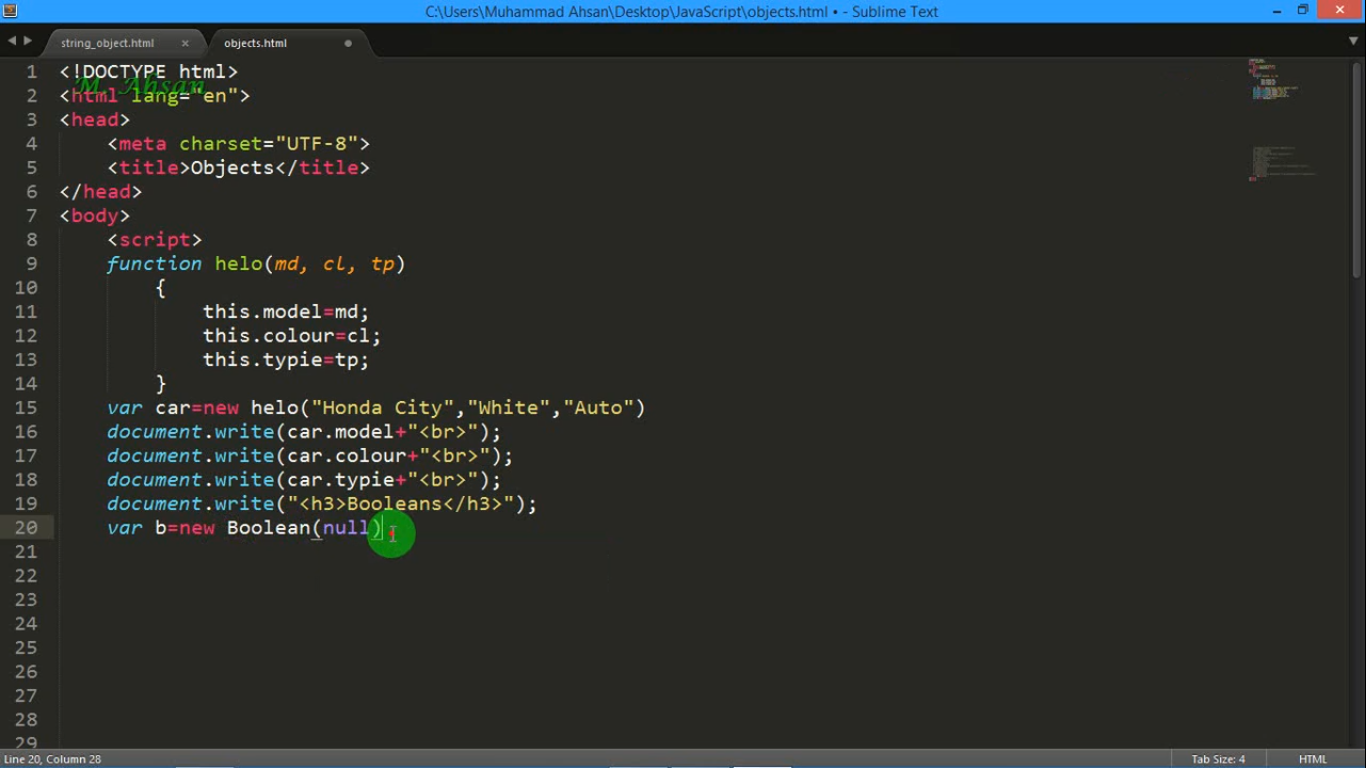 C:\Users\Muhammad Ahsan\Desktop\JavaScript\objects.html • - Sublime Text
string_object.html
objects.html
M. Ahsan
1 <!DOCTYPE html>
2 <html lang="en">
3 <head>
4 <meta charset="UTF-8">
5 <title>Objects</title>
6 </head>
7 <body>
8 <script>
9 function helo(md, cl, tp)
10 {
11 this.model=md;
12 this.colour=cl;
13 this.typie=tp;
14 }
15 var car=new helo("Honda City","White","Auto")
16 document.write(car.model+"<br>");
17 document.write(car.colour+"<br>");
18 document.write(car.typie+"<br>");
19 document.write("<h3>Booleans</h3>");
20 var b=new Boolean(null)
21
22
23
24
25
26
27
28
29
Line 20, Column 28
Tab Size: 4
HTML